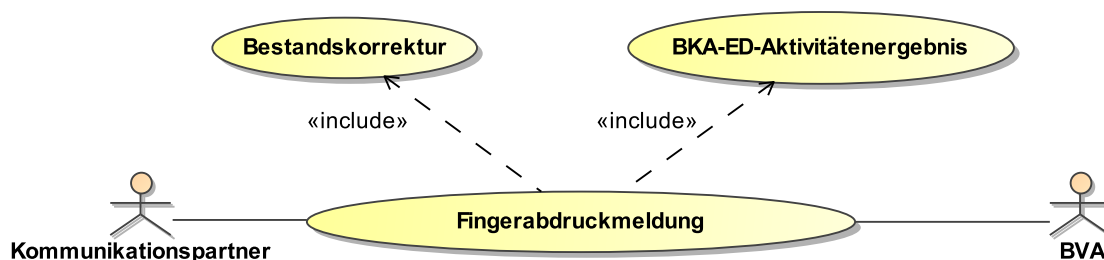 Bestandskorrektur
BKA-ED-Aktivitätenergebnis
«include»
«include»
Fingerabdruckmeldung
Kommunikationspartner
BVA